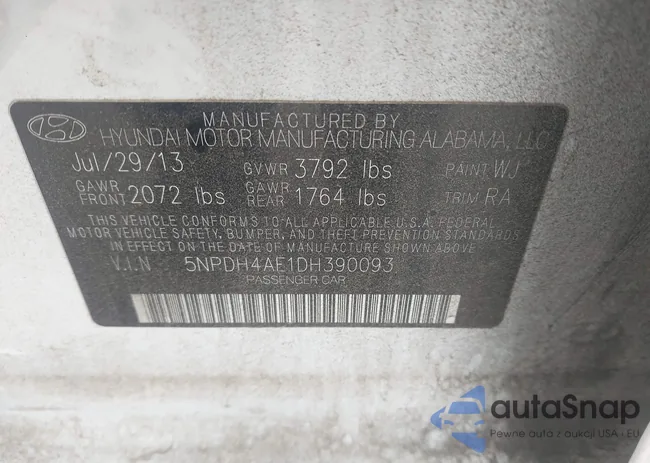 MANUFACTURED BY
HYUNDAI MOTOR MANUFACTURING ALABAMA, LLC
Jul/29/13 GVWR 3792 lbs PAINT WJ
GAWR FRONT 2072 lbs GAWR REAR 1764 lbs TRIM RA
THIS VEHICLE CONFORMS TO ALL APPLICABLE U.S.A. FEDERAL
MOTOR VEHICLE SAFETY, BUMPER, AND THEFT PREVENTION STANDARDS
IN EFFECT ON THE DATE OF MANUFACTURE SHOWN ABOVE.
V.I.N 5NPDH4AE1DH390093
PASSENGER CAR
autoSnap
Pewne auta z aukcji USA i EU